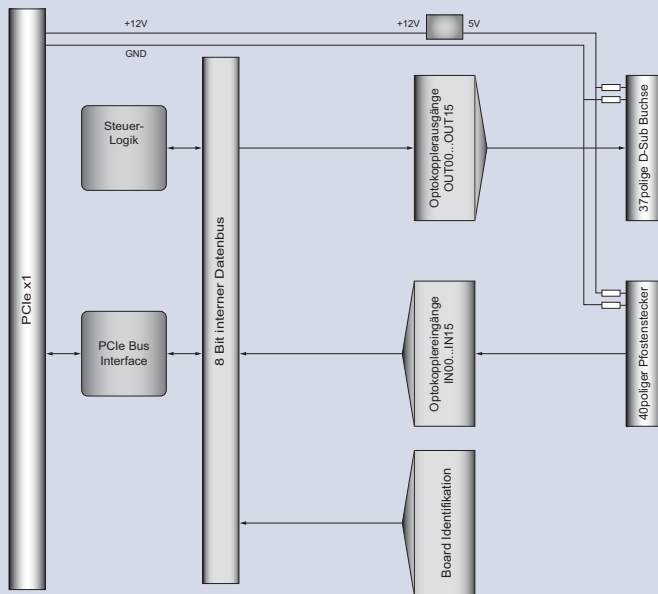 +12V
+12V
5V
GND
Steuer-
Logik
PCIe x1
PCIe Bus
Interface
8 Bit interner Datenbus
Optokopplerausgänge
OUT00...OUT15
37polige D-Sub Buchse
Optokopplereingänge
IN00...IN15
40poliger Pfostenstecker
Board Identifikation